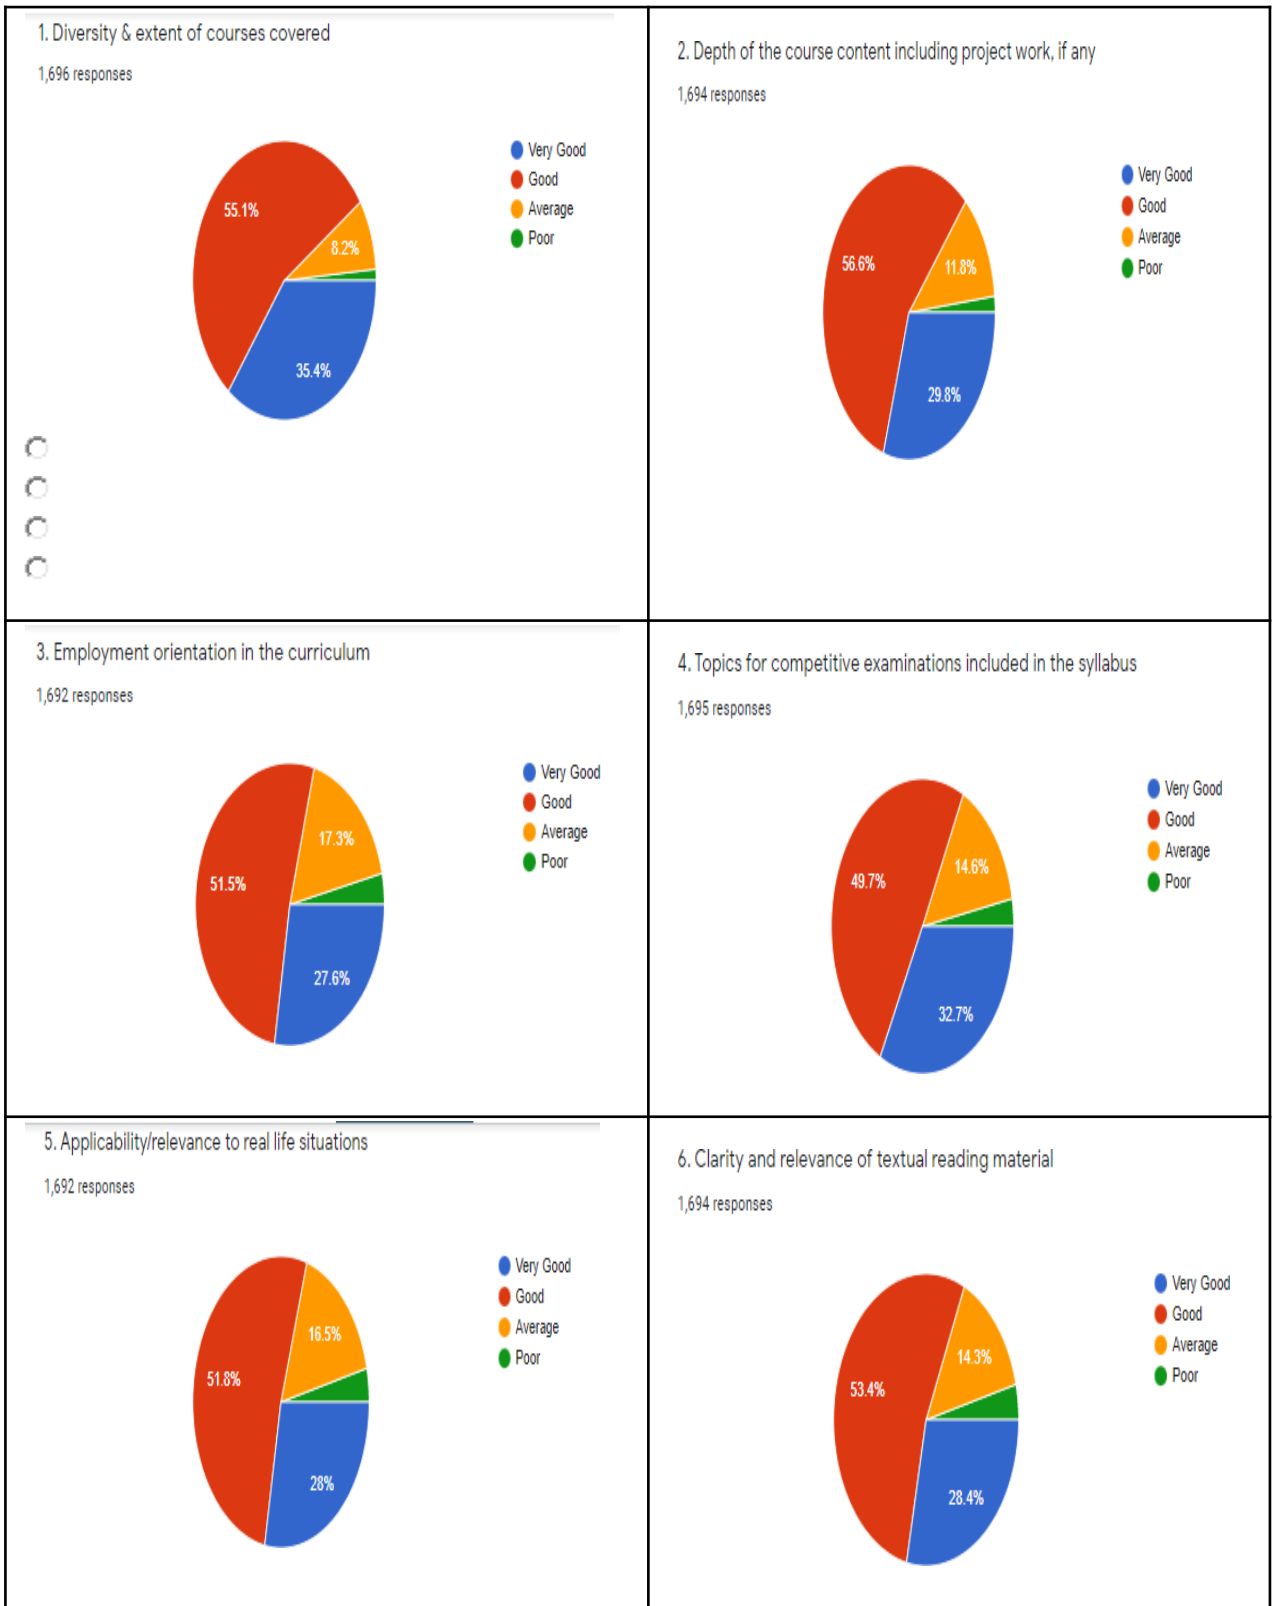 1. Diversity & extent of courses covered
1,696 responses
Very Good
Good
Average
Poor
55.1%
8.2%
35.4%
2. Depth of the course content including project work, if any
1,694 responses
Very Good
Good
Average
Poor
56.6%
11.8%
29.8%
3. Employment orientation in the curriculum
1,692 responses
Very Good
Good
Average
Poor
17.3%
51.5%
27.6%
4. Topics for competitive examinations included in the syllabus
1,695 responses
Very Good
Good
Average
Poor
14.6%
49.7%
32.7%
5. Applicability/relevance to real life situations
1,692 responses
Very Good
Good
Average
Poor
16.5%
51.8%
28%
6. Clarity and relevance of textual reading material
1,694 responses
Very Good
Good
Average
Poor
14.3%
53.4%
28.4%